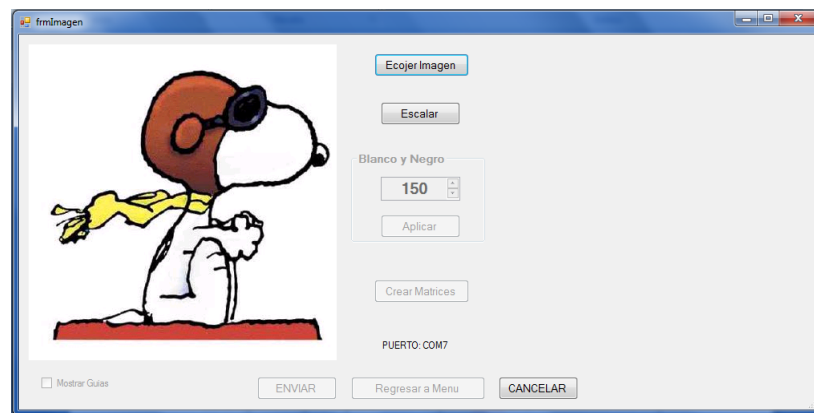 frmImagen
Ecojer Imagen
Escalar
Blanco y Negro
150
Aplicar
Crear Matrices
PUERTO: COM7
Mostrar Guias
ENVIAR
Regresar a Menu
CANCELAR